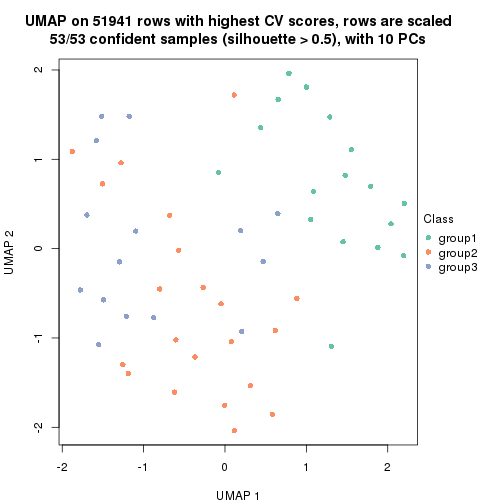 UMAP on 51941 rows with highest CV scores, rows are scaled
53/53 confident samples (silhouette > 0.5), with 10 PCs
2
1
0
-1
-2
UMAP 2
-2
-1
0
1
2
UMAP 1
Class
group1
group2
group3